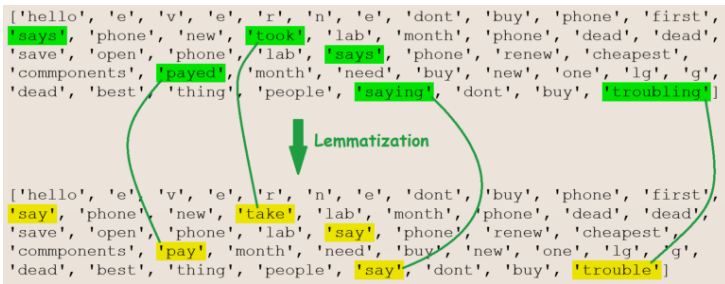 ['hello', 'e', 'v', 'e', 'r', 'n', 'e', 'dont', 'buy', 'phone', 'first',
'says', 'phone', 'new', 'took', 'lab', 'month', 'phone', 'dead', 'dead',
'save', 'open', 'phone', 'lab', 'says', 'phone', 'renew', 'cheapest',
'commponents', 'payed', 'month', 'need', 'buy', 'new', 'one', 'lg', 'g',
'dead', 'best', 'thing', 'people', 'saying', 'dont', 'buy', 'troubling']
Lemmatization
['hello', 'e', 'v', 'e', 'r', 'n', 'e', 'dont', 'buy', 'phone', 'first',
'say', 'phone', 'new', 'take', 'lab', 'month', 'phone', 'dead', 'dead',
'save', 'open', 'phone', 'lab', 'say', 'phone', 'renew', 'cheapest',
'commponents', 'pay', 'month', 'need', 'buy', 'new', 'one', 'lg', 'g',
'dead', 'best', 'thing', 'people', 'say', 'dont', 'buy', 'trouble']